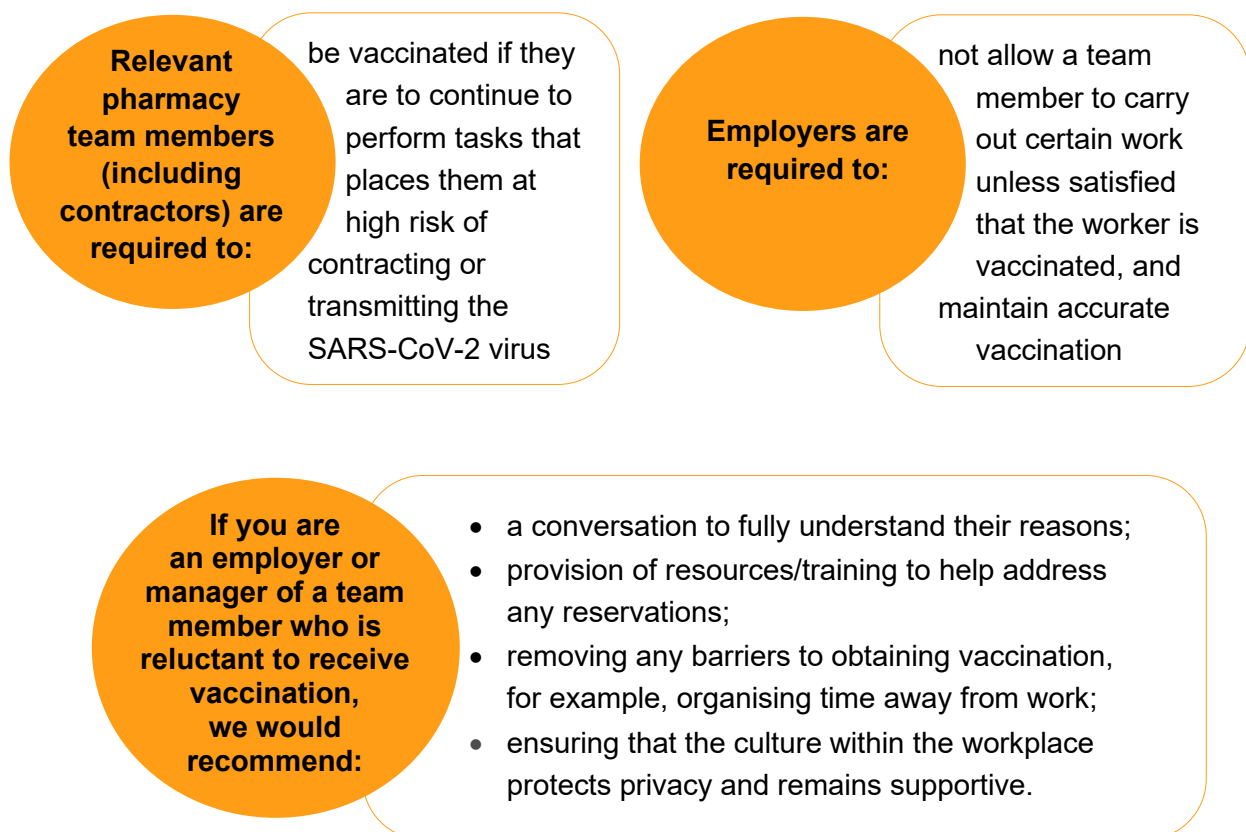 Relevant
pharmacy
team members
(including
contractors) are
required to:
be vaccinated if they
are to continue to
perform tasks that
places them at
high risk of
contracting or
transmitting the
SARS-CoV-2 virus
Employers are
required to:
not allow a team
member to carry
out certain work
unless satisfied
that the worker is
vaccinated, and
maintain accurate
vaccination
If you are
an employer or
manager of a team
member who is
reluctant to receive
vaccination,
we would
recommend:
• a conversation to fully understand their reasons;
• provision of resources/training to help address
any reservations;
• removing any barriers to obtaining vaccination,
for example, organising time away from work;
• ensuring that the culture within the workplace
protects privacy and remains supportive.